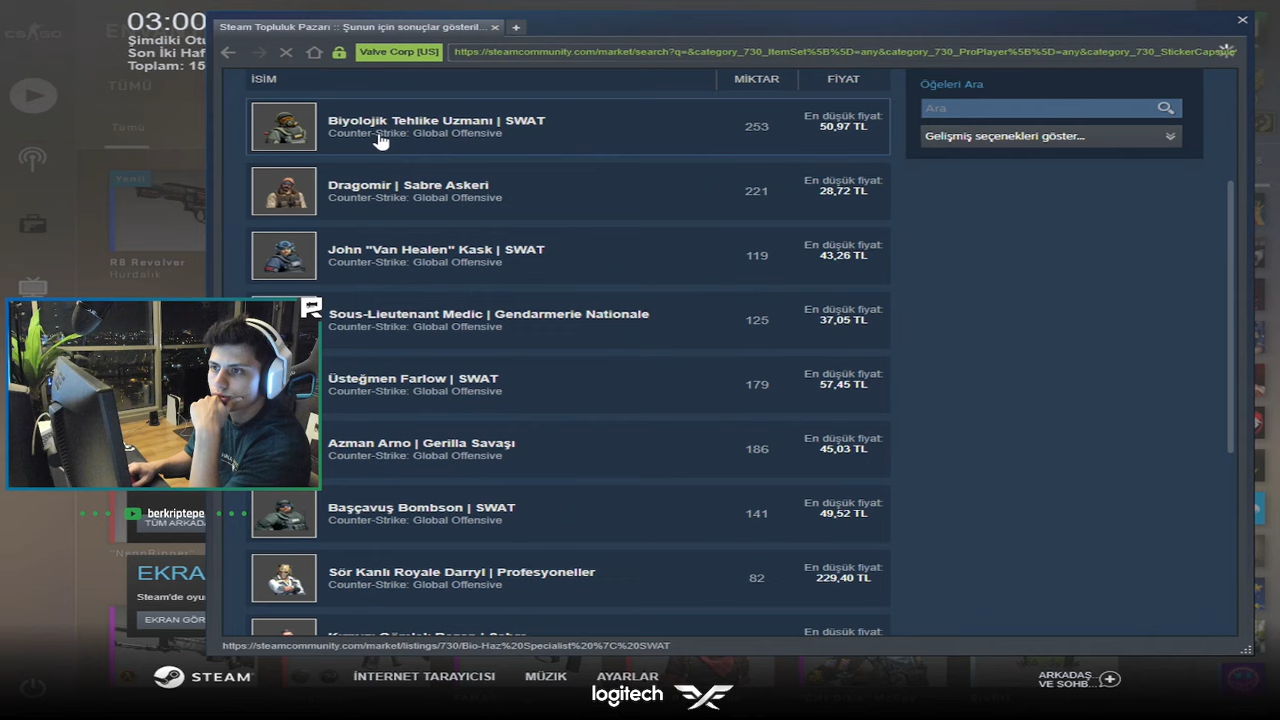 03:00
Şimdiki Ot
Son İki Haf
Toplam: 15
CS:GO
TÜMÜ
Tümü
Yeni!
RB Revolver
Hurdalık
Steam Topluluk Pazarı :: Şunun için sonuçlar gösteril...
Valve Corp [US]
https://steamcommunity.com/market/search?q=&category_730_ItemSet%5B%5D=any&category_730_ProPlayer%5B%5D=any&category_730_StickerCapsule
İSİM MİKTAR FİYAT
Biyolojik Tehlike Uzmanı | SWAT
Counter-Strike: Global Offensive
253
En düşük fiyat:
50,97 TL
Dragomir | Sabre Askeri
Counter-Strike: Global Offensive
221
En düşük fiyat:
28,72 TL
John "Van Healen" Kask | SWAT
Counter-Strike: Global Offensive
119
En düşük fiyat:
43,26 TL
Sous-Lieutenant Medic | Gendarmerie Nationale
Counter-Strike: Global Offensive
125
En düşük fiyat:
37,05 TL
Üsteğmen Farlow | SWAT
Counter-Strike: Global Offensive
179
En düşük fiyat:
57,45 TL
Azman Arno | Gerilla Savaşı
Counter-Strike: Global Offensive
186
En düşük fiyat:
45,03 TL
Başçavuş Bombson | SWAT
Counter-Strike: Global Offensive
141
En düşük fiyat:
49,52 TL
Sör Kanlı Royale Darryl | Profesyoneller
Counter-Strike: Global Offensive
82
En düşük fiyat:
229,40 TL
En düşük fiyat:
Öğeleri Ara
Ara
Gelişmiş seçenekleri göster...
berkriptepe
TÜM ARKADA
EKRA
Steam'de oyu
EKRAN GÖR
https://steamcommunity.com/market/listings/730/Bio-Haz%20Specialist%20%7C%20SWAT
STEAM
İNTERNET TARAYICISI MÜZIK AYARLAR
ARKADAŞ
VE SOHB...
logitech